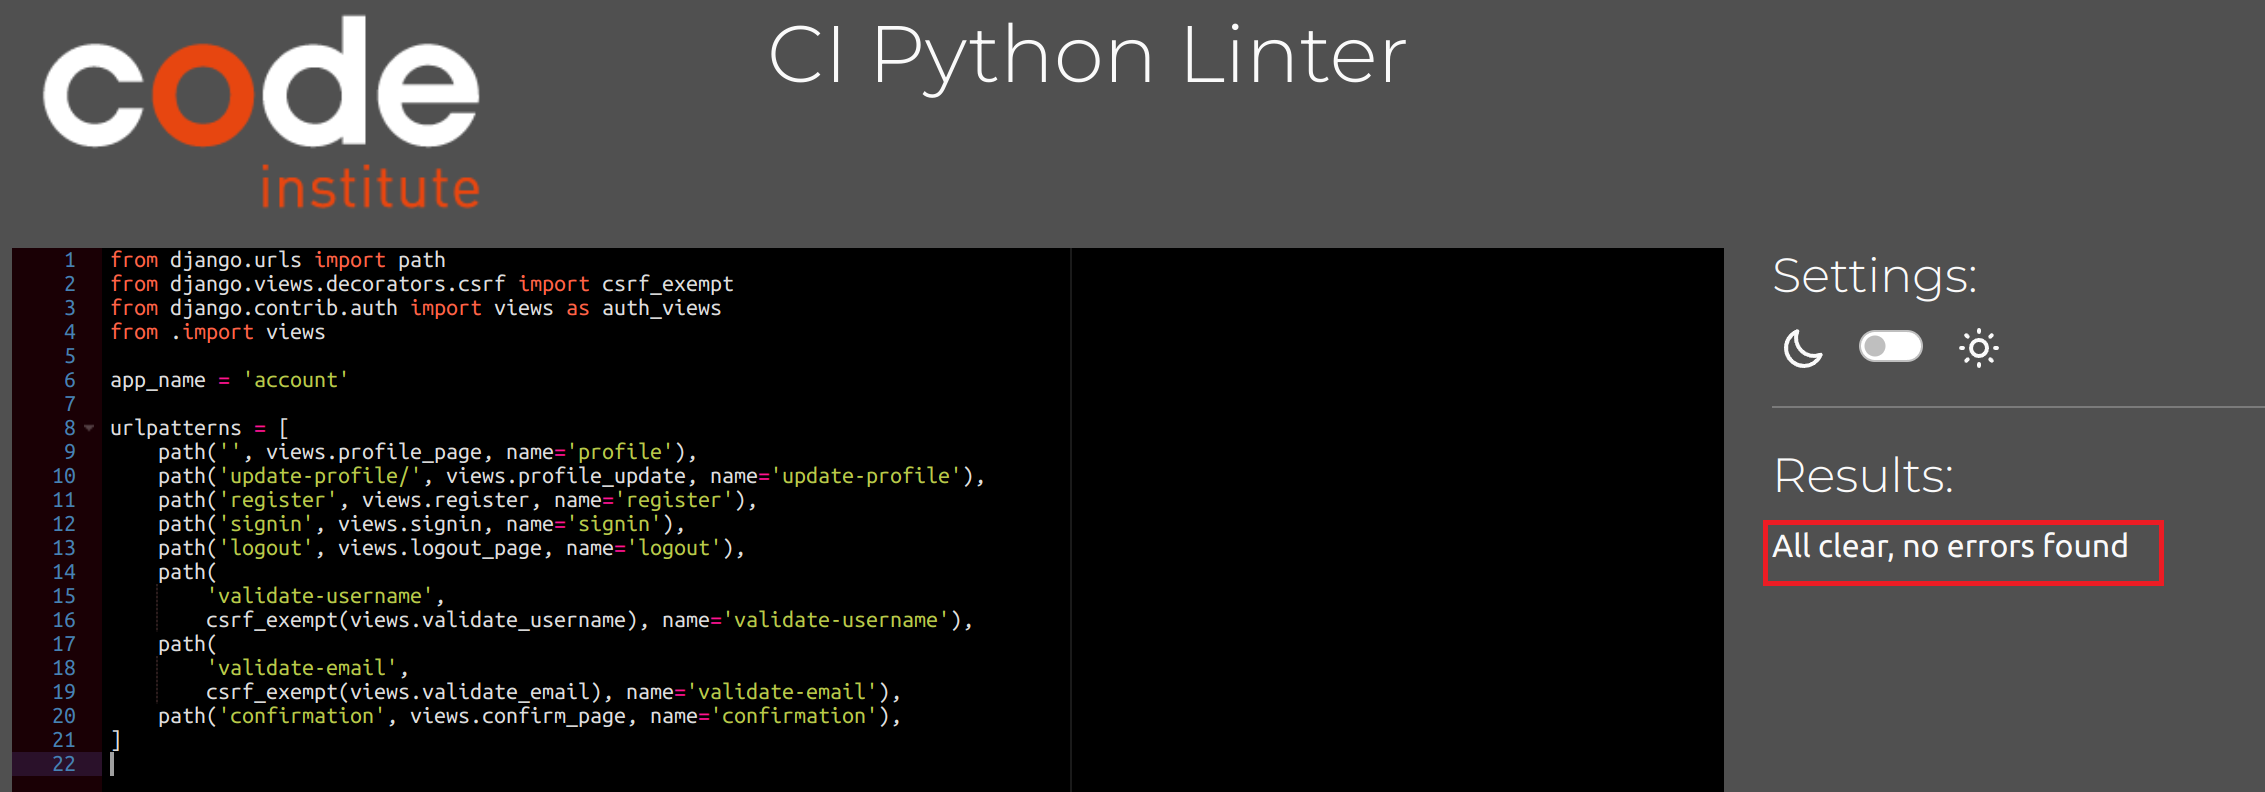 code
institute
CI Python Linter
1 from django.urls import path
2 from django.views.decorators.csrf import csrf_exempt
3 from django.contrib.auth import views as auth_views
4 from .import views
5
6 app_name = 'account'
7
8 urlpatterns = [
9     path('', views.profile_page, name='profile'),
10     path('update-profile/', views.profile_update, name='update-profile'),
11     path('register', views.register, name='register'),
12     path('signin', views.signin, name='signin'),
13     path('logout', views.logout_page, name='logout'),
14     path(
15         'validate-username',
16         csrf_exempt(views.validate_username), name='validate-username'),
17     path(
18         'validate-email',
19         csrf_exempt(views.validate_email), name='validate-email'),
20     path('confirmation', views.confirm_page, name='confirmation'),
21 ]
22
Settings:
Results:
All clear, no errors found